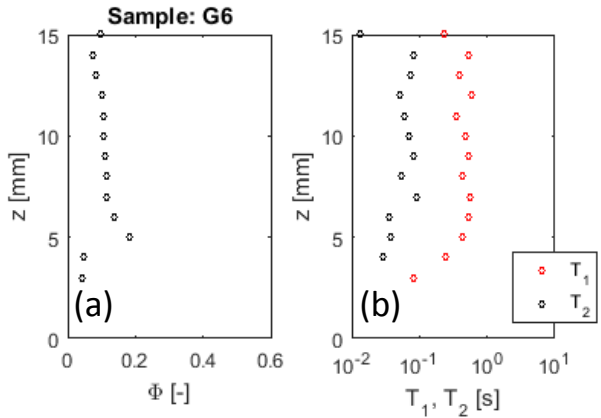 Sample: G6
15
10
5
0
z [mm]
0
0.2
0.4
0.6
Φ [-]
(a)
15
10
5
0
z [mm]
10⁻²
10⁻¹
10⁰
10¹
T₁, T₂ [s]
(b)
T₁
T₂